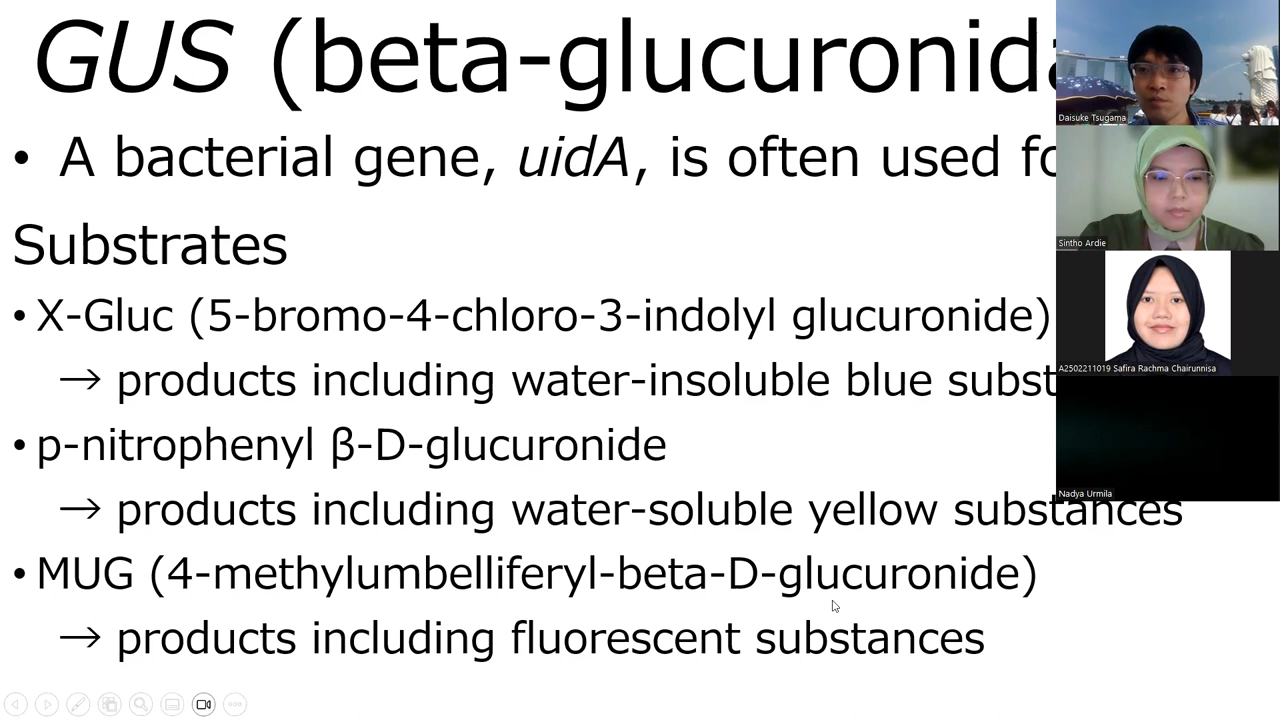 GUS (beta-glucuronida
• A bacterial gene, uidA, is often used fo
Substrates
• X-Gluc (5-bromo-4-chloro-3-indolyl glucuronide)
→ products including water-insoluble blue subst
• p-nitrophenyl β-D-glucuronide
→ products including water-soluble yellow substances
• MUG (4-methylumbelliferyl-beta-D-glucuronide)
→ products including fluorescent substances
Daisuke Tsugama
Sintho Ardie
A2502211019 Safira Rachma Chairunnisa
Nadya Urmila